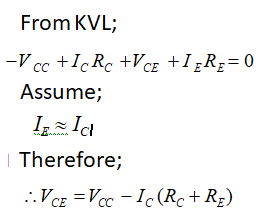 From KVL;
−V_CC + I_C R_C + V_CE + I_E R_E = 0
Assume;
I_E ≈ I_C
Therefore;
∴ V_CE = V_CC − I_C (R_C + R_E)